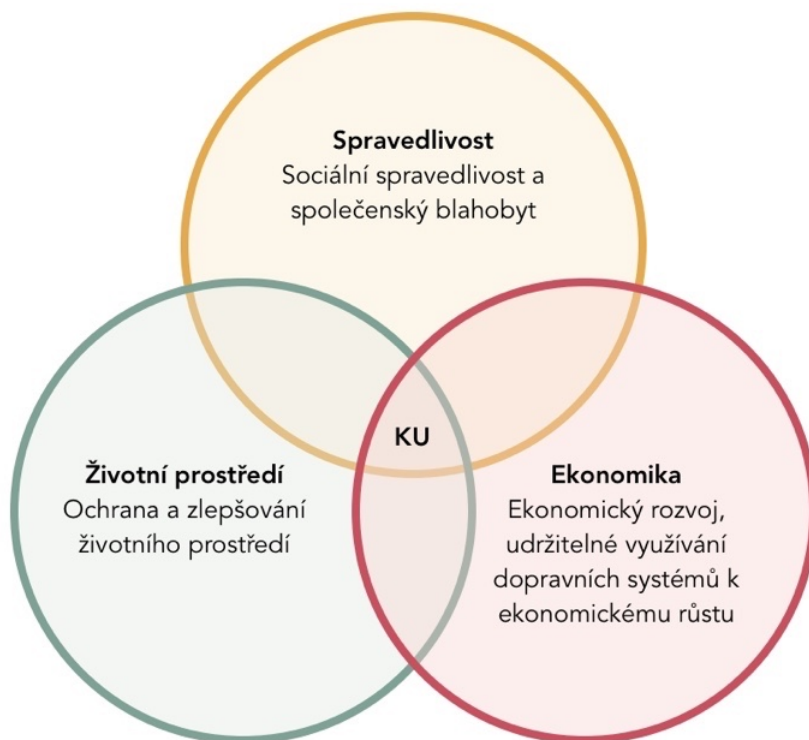 Spravedlivost
Sociální spravedlivost a
společenský blahobyt
KU
Životní prostředí
Ochrana a zlepšování
životního prostředí
Ekonomika
Ekonomický rozvoj,
udržitelné využívání
dopravních systémů k
ekonomickému růstu